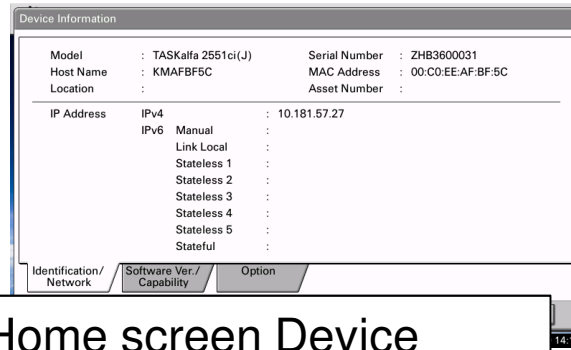 Device Information
Model : TASKalfa 2551ci(J) Serial Number : ZHB3600031
Host Name : KMAFBF5C MAC Address : 00:C0:EE:AF:BF:5C
Location : Asset Number :
IP Address IPv4 : 10.181.57.27
IPv6 Manual :
Link Local :
Stateless 1 :
Stateless 2 :
Stateless 3 :
Stateless 4 :
Stateless 5 :
Stateful :
Identification/ Software Ver./ Option
Network Capability
Home screen Device